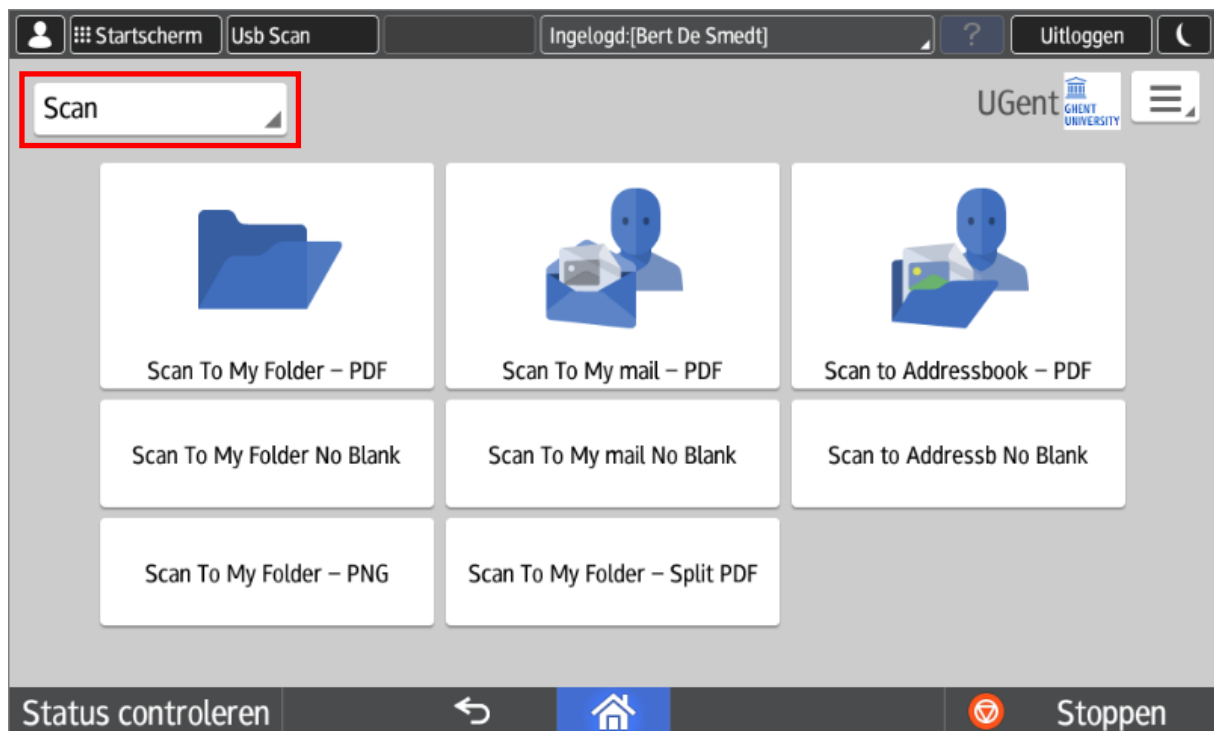 Startscherm
Usb Scan
Ingelogd:[Bert De Smedt]
?
Uitloggen
Scan
UGent
GHENT
UNIVERSITY
Scan To My Folder – PDF
Scan To My mail – PDF
Scan to Addressbook – PDF
Scan To My Folder No Blank
Scan To My mail No Blank
Scan to Addressb No Blank
Scan To My Folder – PNG
Scan To My Folder – Split PDF
Status controleren
Stoppen